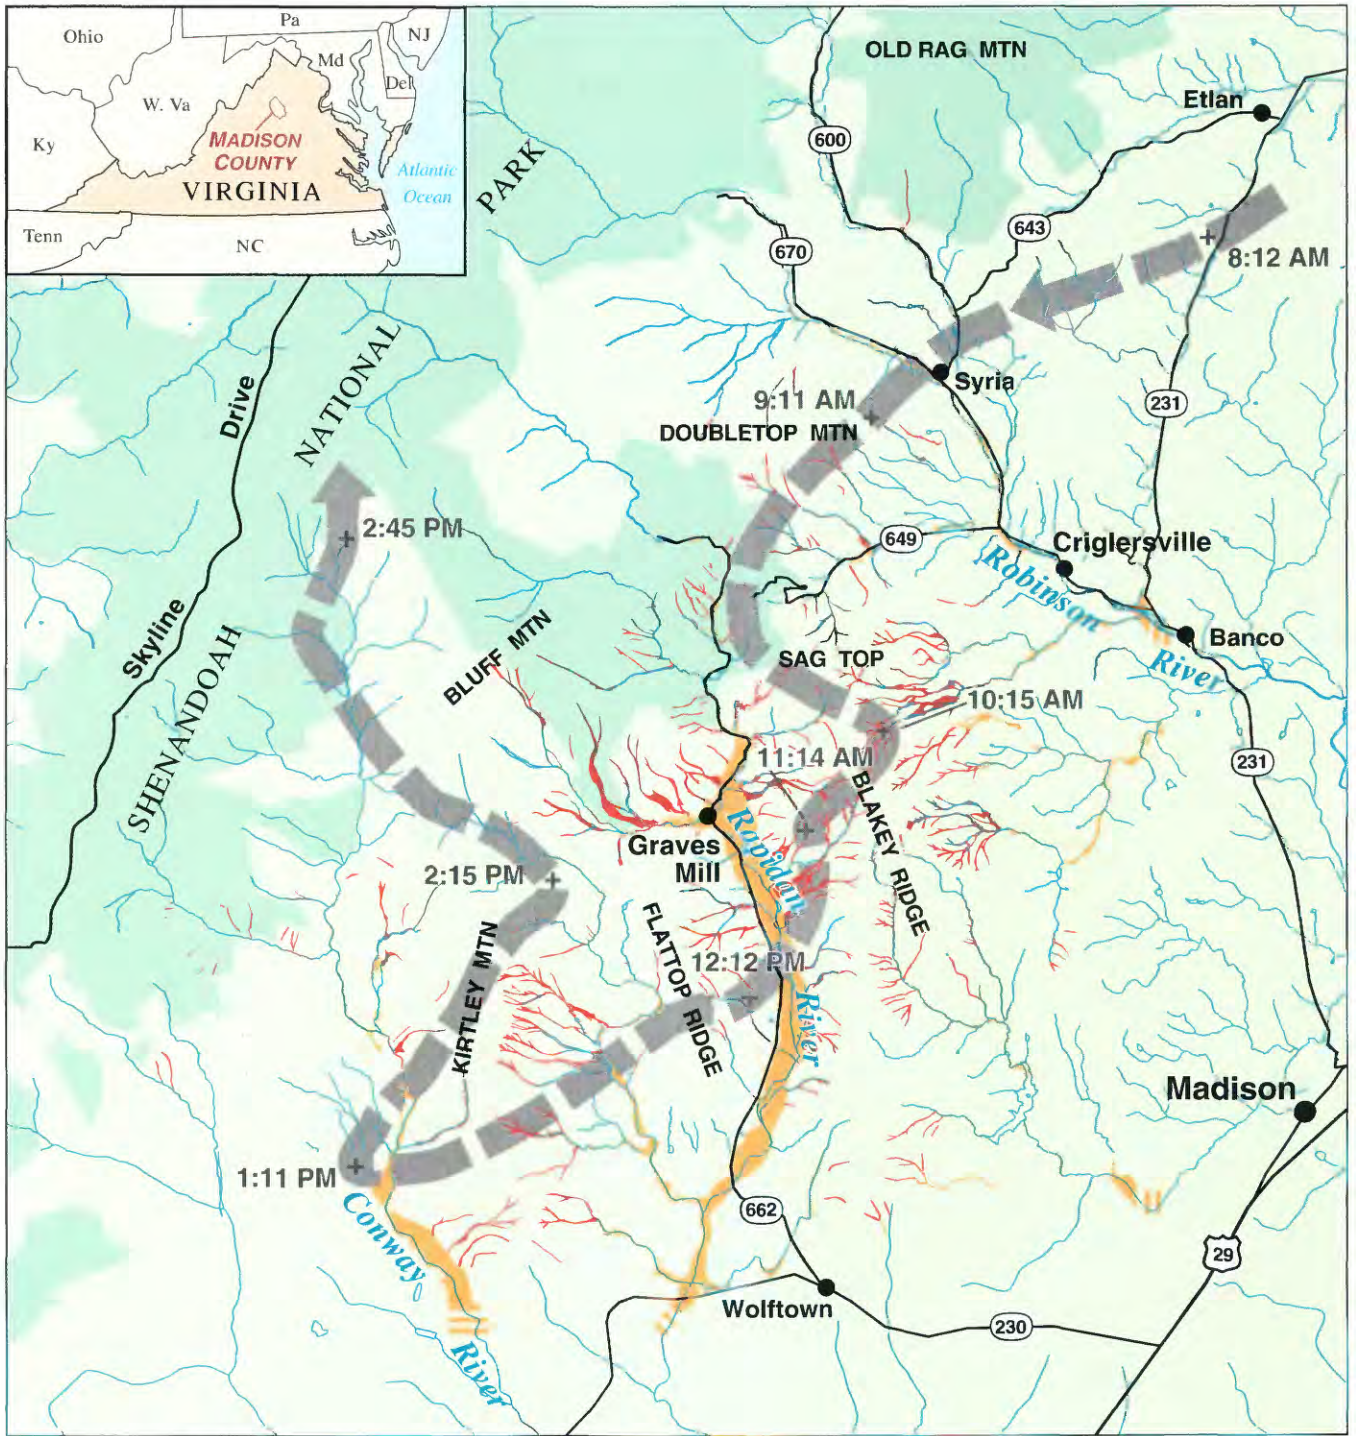 Ohio
Pa
NJ
Md
Del
W. Va
Ky
MADISON
COUNTY
VIRGINIA
Atlantic
Ocean
Tenn
NC
OLD RAG MTN
Etlan
600
PARK
643
670
8:12 AM
NATIONAL
Drive
Syria
9:11 AM
231
DOUBLETOP MTN
2:45 PM
649
Criglersville
Robinson
River
Banco
Skyline
SHENANDOAH
BLUFF MTN
SAG TOP
10:15 AM
11:14 AM
231
BLAKEY RIDGE
Graves
Mill
Rapidan
River
2:15 PM
FLATTOP RIDGE
12:12 PM
KIRTLEY MTN
Madison
1:11 PM
Conway
River
662
29
Wolftown
230